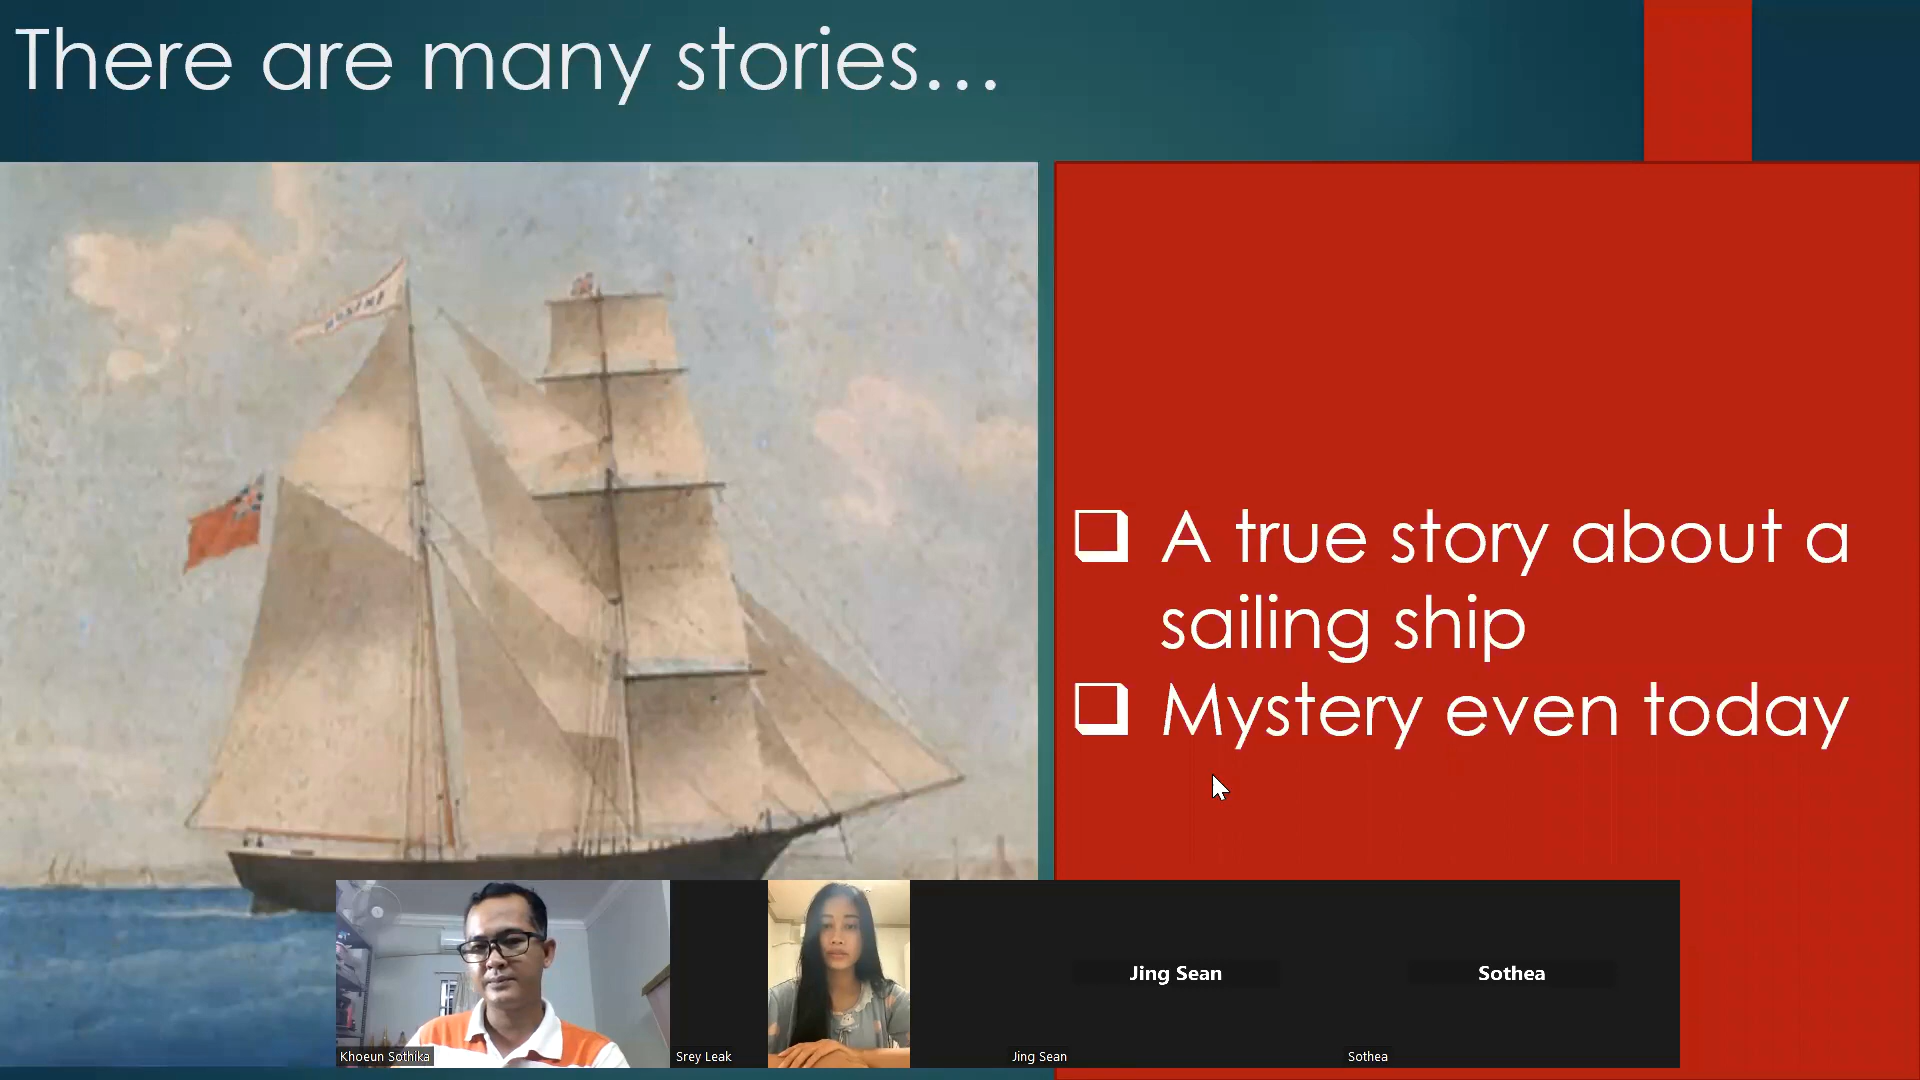 There are many stories...
A true story about a
sailing ship
Mystery even today
Jing Sean
Sothea
Khoeun Sothika
Srey Leak
Jing Sean
Sothea